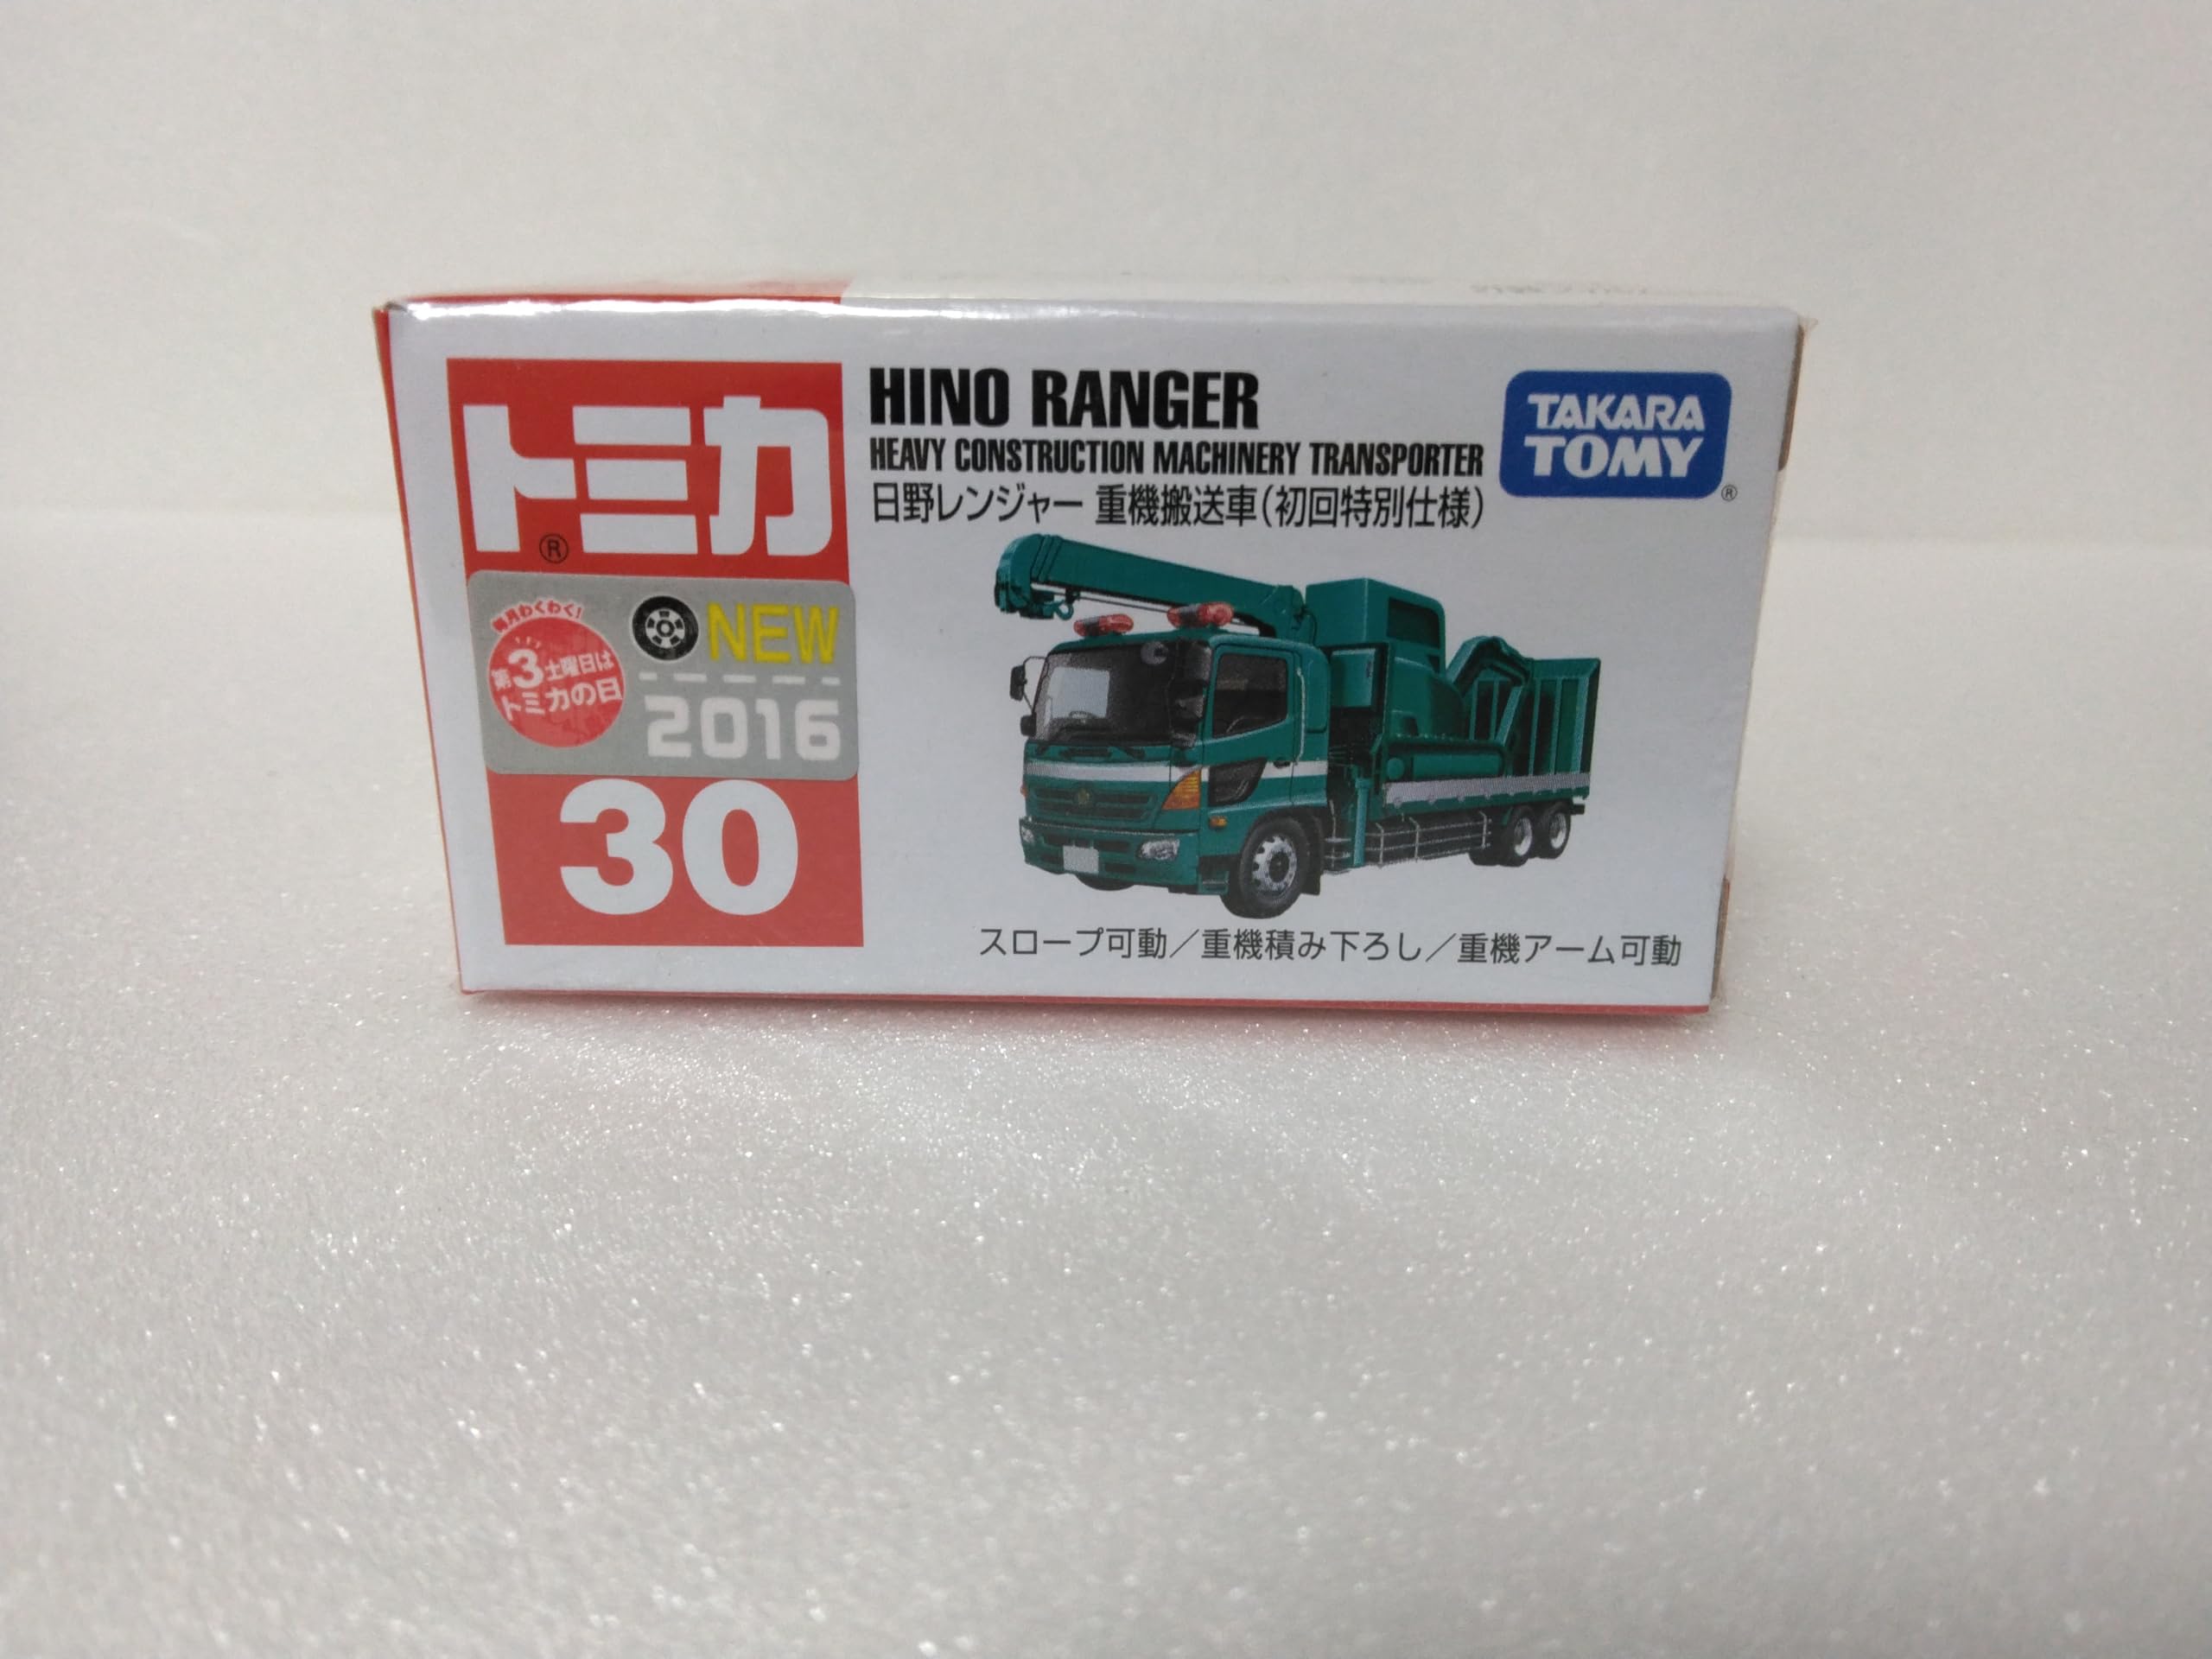 トミカ
®
毎月わくわく!
第3土曜日は
トミカの日
NEW
2016
30
HINO RANGER
HEAVY CONSTRUCTION MACHINERY TRANSPORTER
日野レンジャー 重機搬送車(初回特別仕様)
TAKARA
TOMY
®
スロープ可動/重機積み下ろし/重機アーム可動